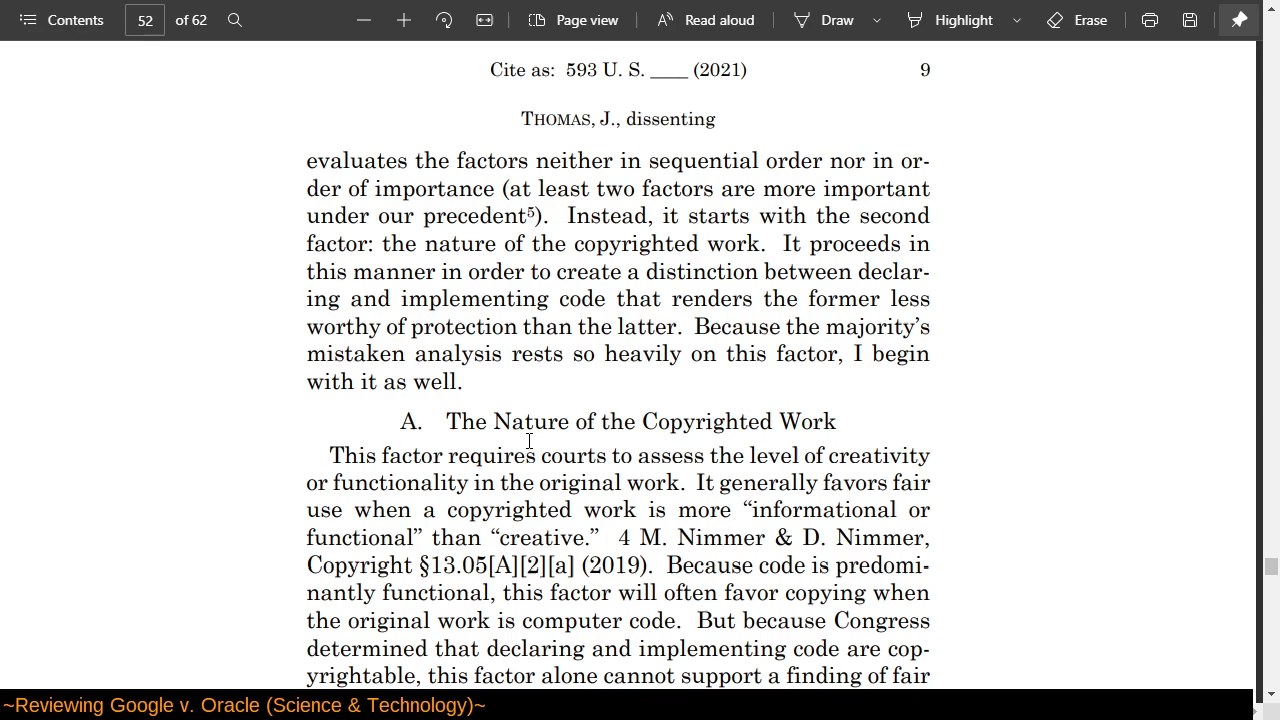 Contents 52 of 62 Page view Read aloud Draw Highlight Erase
Cite as: 593 U. S. ____ (2021) 9
THOMAS, J., dissenting
evaluates the factors neither in sequential order nor in or-
der of importance (at least two factors are more important
under our precedent⁵). Instead, it starts with the second
factor: the nature of the copyrighted work. It proceeds in
this manner in order to create a distinction between declar-
ing and implementing code that renders the former less
worthy of protection than the latter. Because the majority’s
mistaken analysis rests so heavily on this factor, I begin
with it as well.
A. The Nature of the Copyrighted Work
This factor requires courts to assess the level of creativity
or functionality in the original work. It generally favors fair
use when a copyrighted work is more “informational or
functional” than “creative.” 4 M. Nimmer & D. Nimmer,
Copyright §13.05[A][2][a] (2019). Because code is predomi-
nantly functional, this factor will often favor copying when
the original work is computer code. But because Congress
determined that declaring and implementing code are cop-
yrightable, this factor alone cannot support a finding of fair
~Reviewing Google v. Oracle (Science & Technology)~